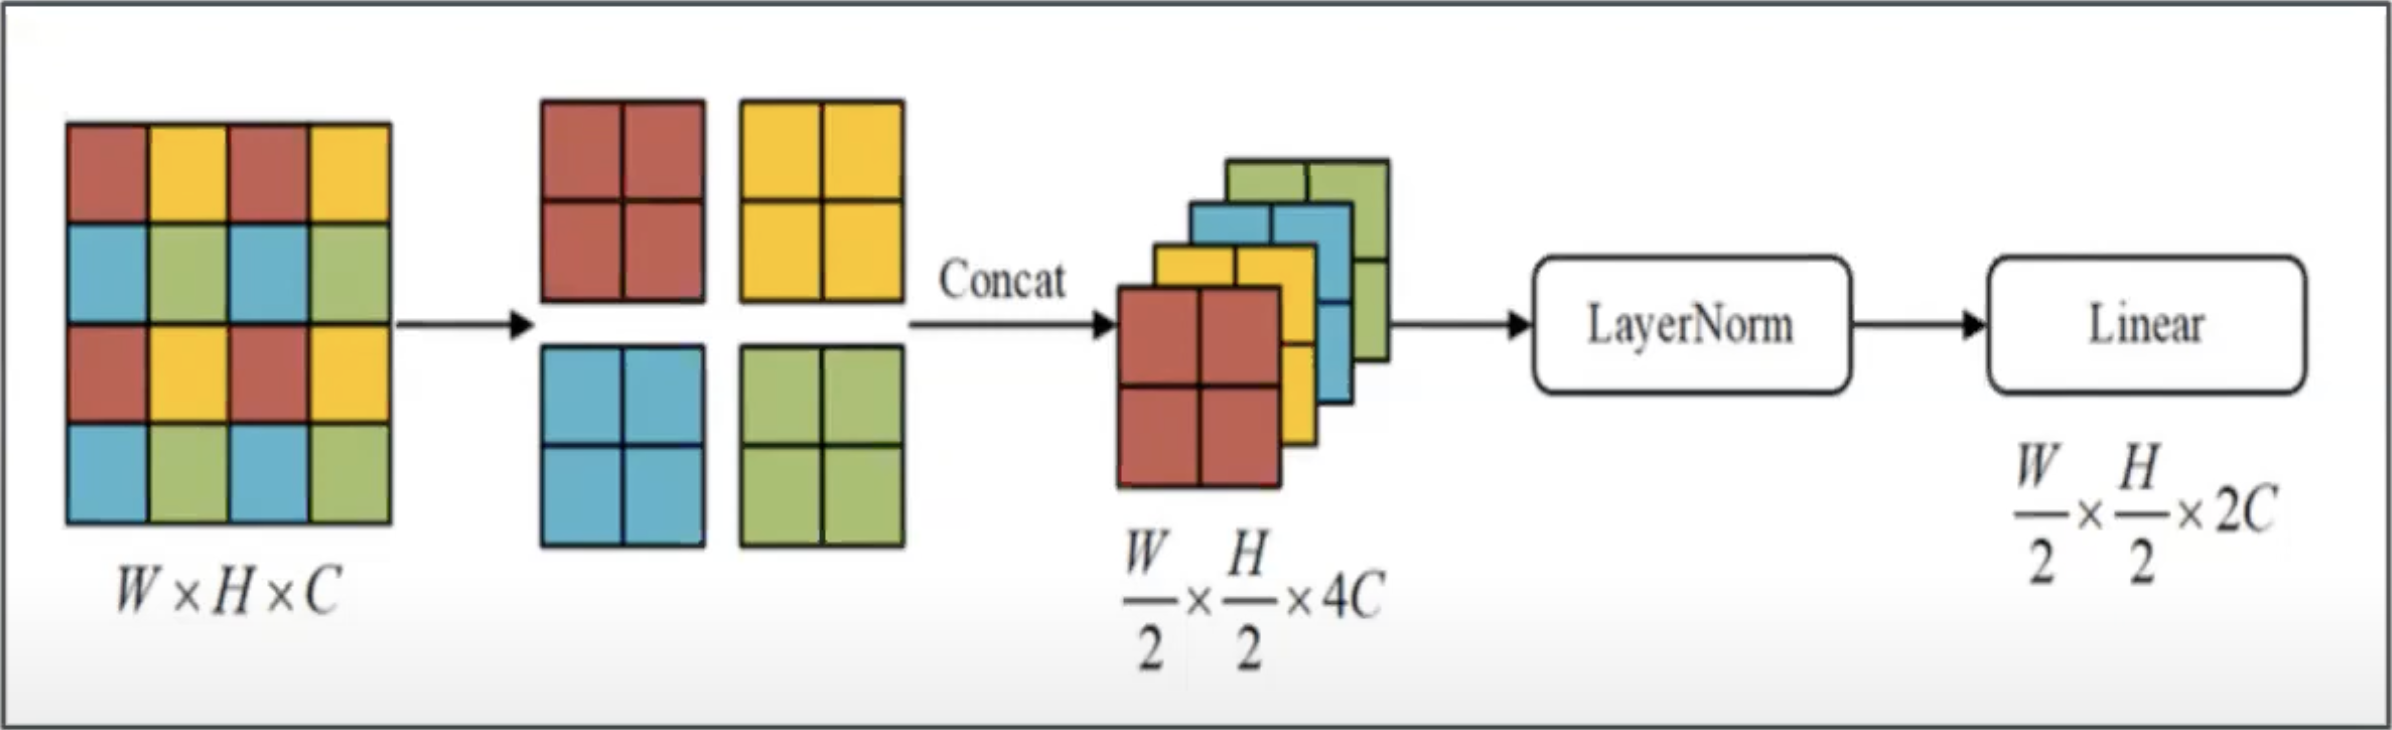 Concat
LayerNorm
Linear
W × H × C
W/2 × H/2 × 4C
W/2 × H/2 × 2C